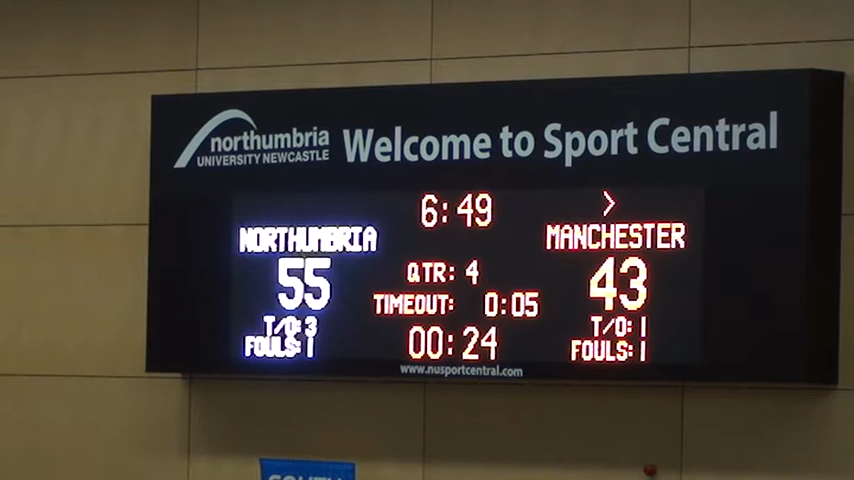 northumbria
UNIVERSITY NEWCASTLE
Welcome to Sport Central
6:49
>
NORTHUMBRIA
MANCHESTER
55
QTR: 4
43
TIMEOUT: 0:05
T/O: 3
T/O: 1
FOULS: 1
00:24
FOULS: 1
www.nusportcentral.com
SOUTH